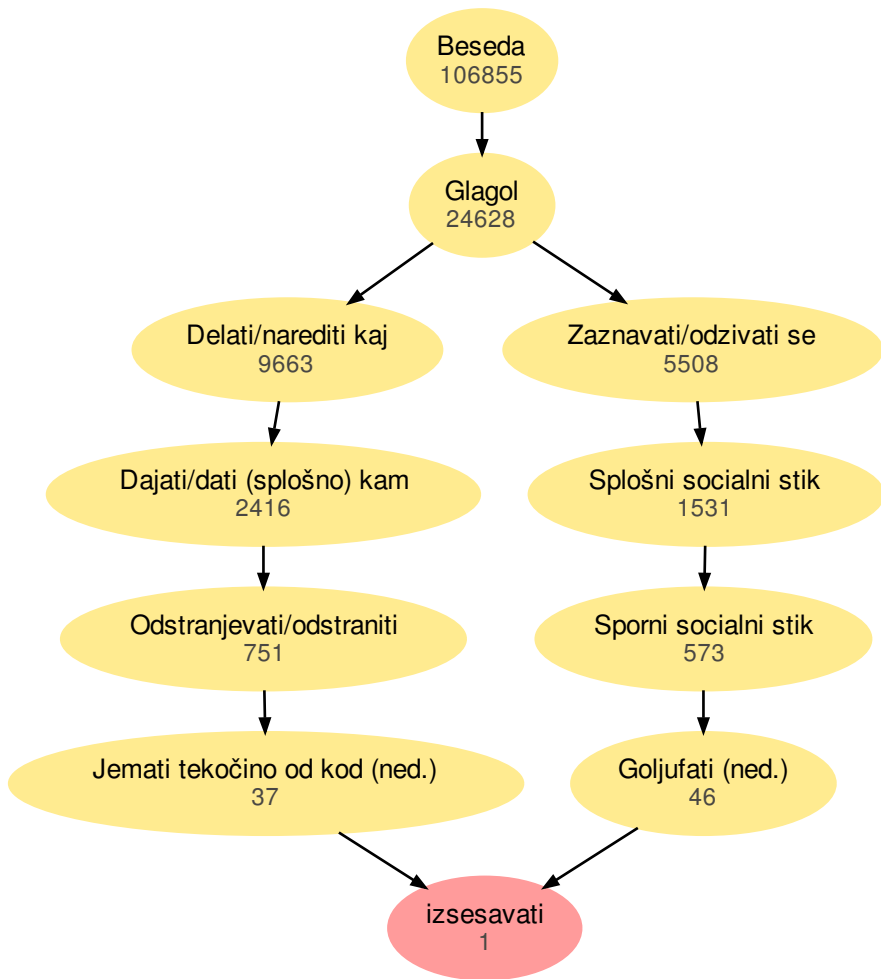 Beseda
106855
Glagol
24628
Delati/narediti kaj
9663
Zaznavati/odzivati se
5508
Dajati/dati (splošno) kam
2416
Splošni socialni stik
1531
Odstranjevati/odstraniti
751
Sporni socialni stik
573
Jemati tekočino od kod (ned.)
37
Goljufati (ned.)
46
izsesavati
1